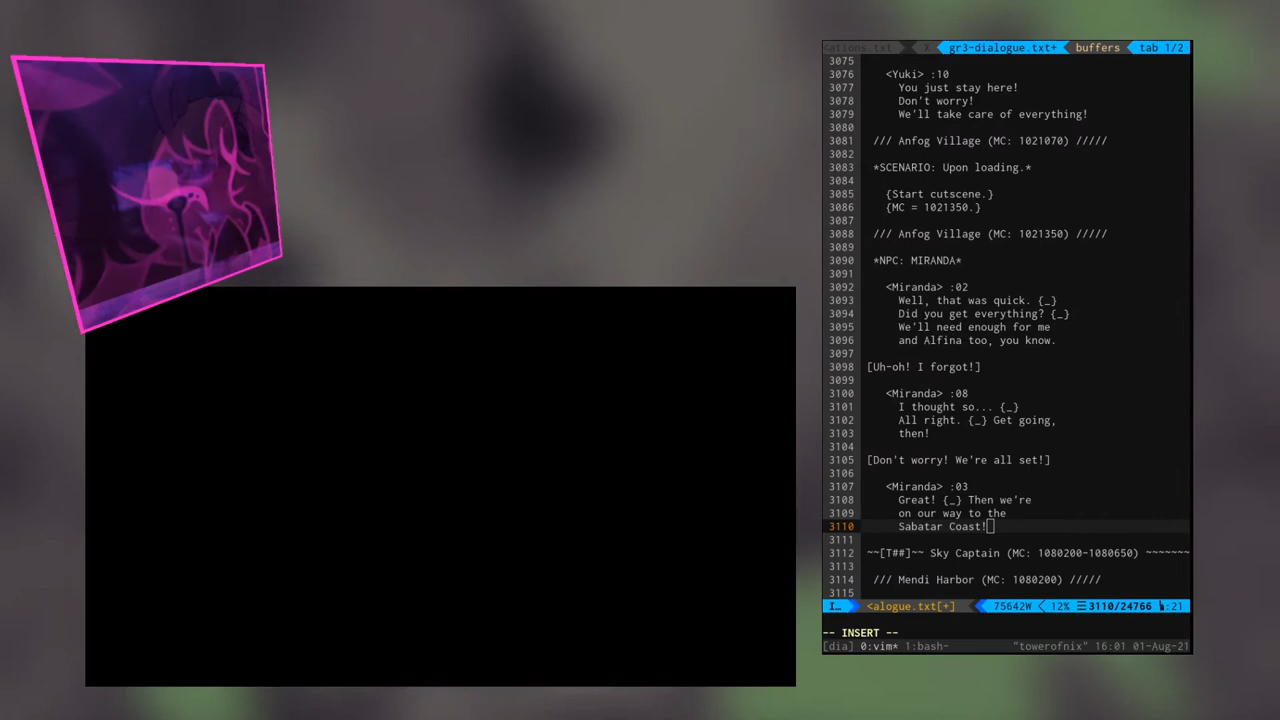 <ations.txt X gr3-dialogue.txt+ buffers tab 1/2
3075
3076 <Yuki> :10
3077 You just stay here!
3078 Don't worry!
3079 We'll take care of everything!
3080
3081 /// Anfog Village (MC: 1021070) /////
3082
3083 *SCENARIO: Upon loading.*
3084
3085 {Start cutscene.}
3086 {MC = 1021350.}
3087
3088 /// Anfog Village (MC: 1021350) /////
3089
3090 *NPC: MIRANDA*
3091
3092 <Miranda> :02
3093 Well, that was quick. {_}
3094 Did you get everything? {_}
3095 We'll need enough for me
3096 and Alfina too, you know.
3097
3098 [Uh-oh! I forgot!]
3099
3100 <Miranda> :08
3101 I thought so... {_}
3102 All right. {_} Get going,
3103 then!
3104
3105 [Don't worry! We're all set!]
3106
3107 <Miranda> :03
3108 Great! {_} Then we're
3109 on our way to the
3110 Sabatar Coast!
3111
3112 ~~[T##]~~ Sky Captain (MC: 1080200-1080650) ~~~~~~~
3113
3114 /// Mendi Harbor (MC: 1080200) /////
3115
I… <alogue.txt[+] 75642W 12% ☰3110/24766 :21
-- INSERT --
[dia] 0:vim* 1:bash- "towerofnix" 16:01 01-Aug-21